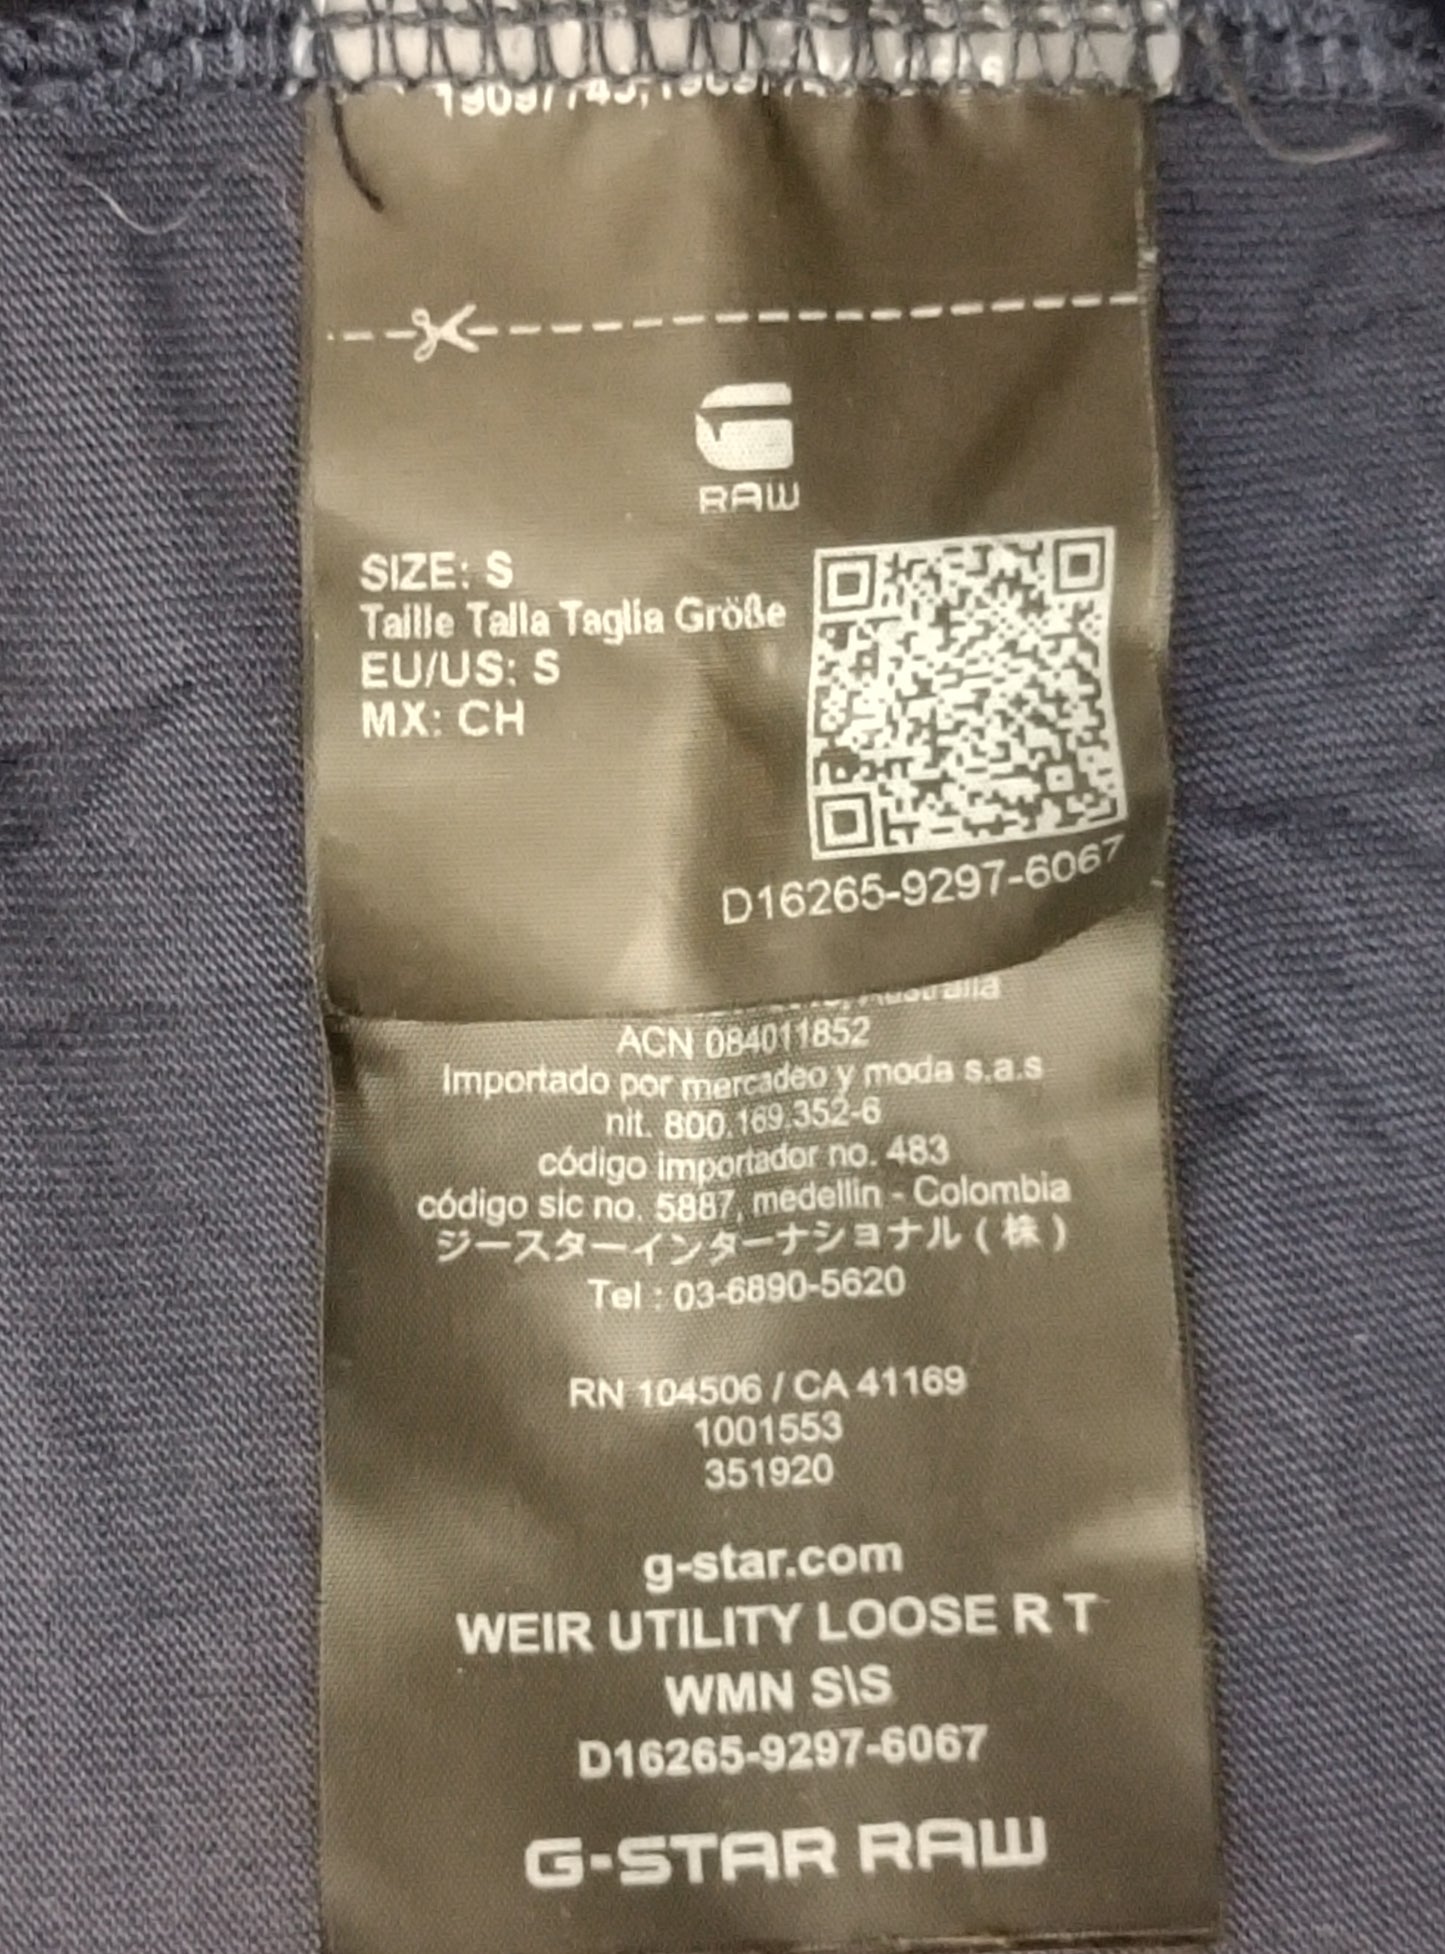 RAW
SIZE: S
Taille Talla Taglia Größe
EU/US: S
MX: CH
D16265-9297-6067
Australia
ACN 084011852
Importado por mercadeo y moda s.a.s
nit. 800.169.352-6
código importador no. 483
código sic no. 5887, medellin - Colombia
ジースターインターナショナル(株)
Tel : 03-6890-5620
RN 104506 / CA 41169
1001553
351920
g-star.com
WEIR UTILITY LOOSE R T
WMN S\S
D16265-9297-6067
G-STAR RAW